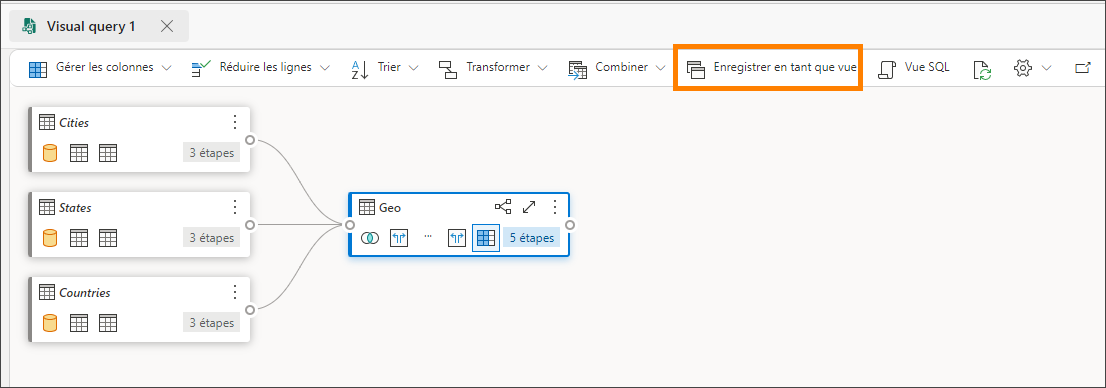 Visual query 1
Gérer les colonnes Réduire les lignes Trier Transformer Combiner Enregistrer en tant que vue Vue SQL
Cities
3 étapes
States
3 étapes
Geo
5 étapes
Countries
3 étapes